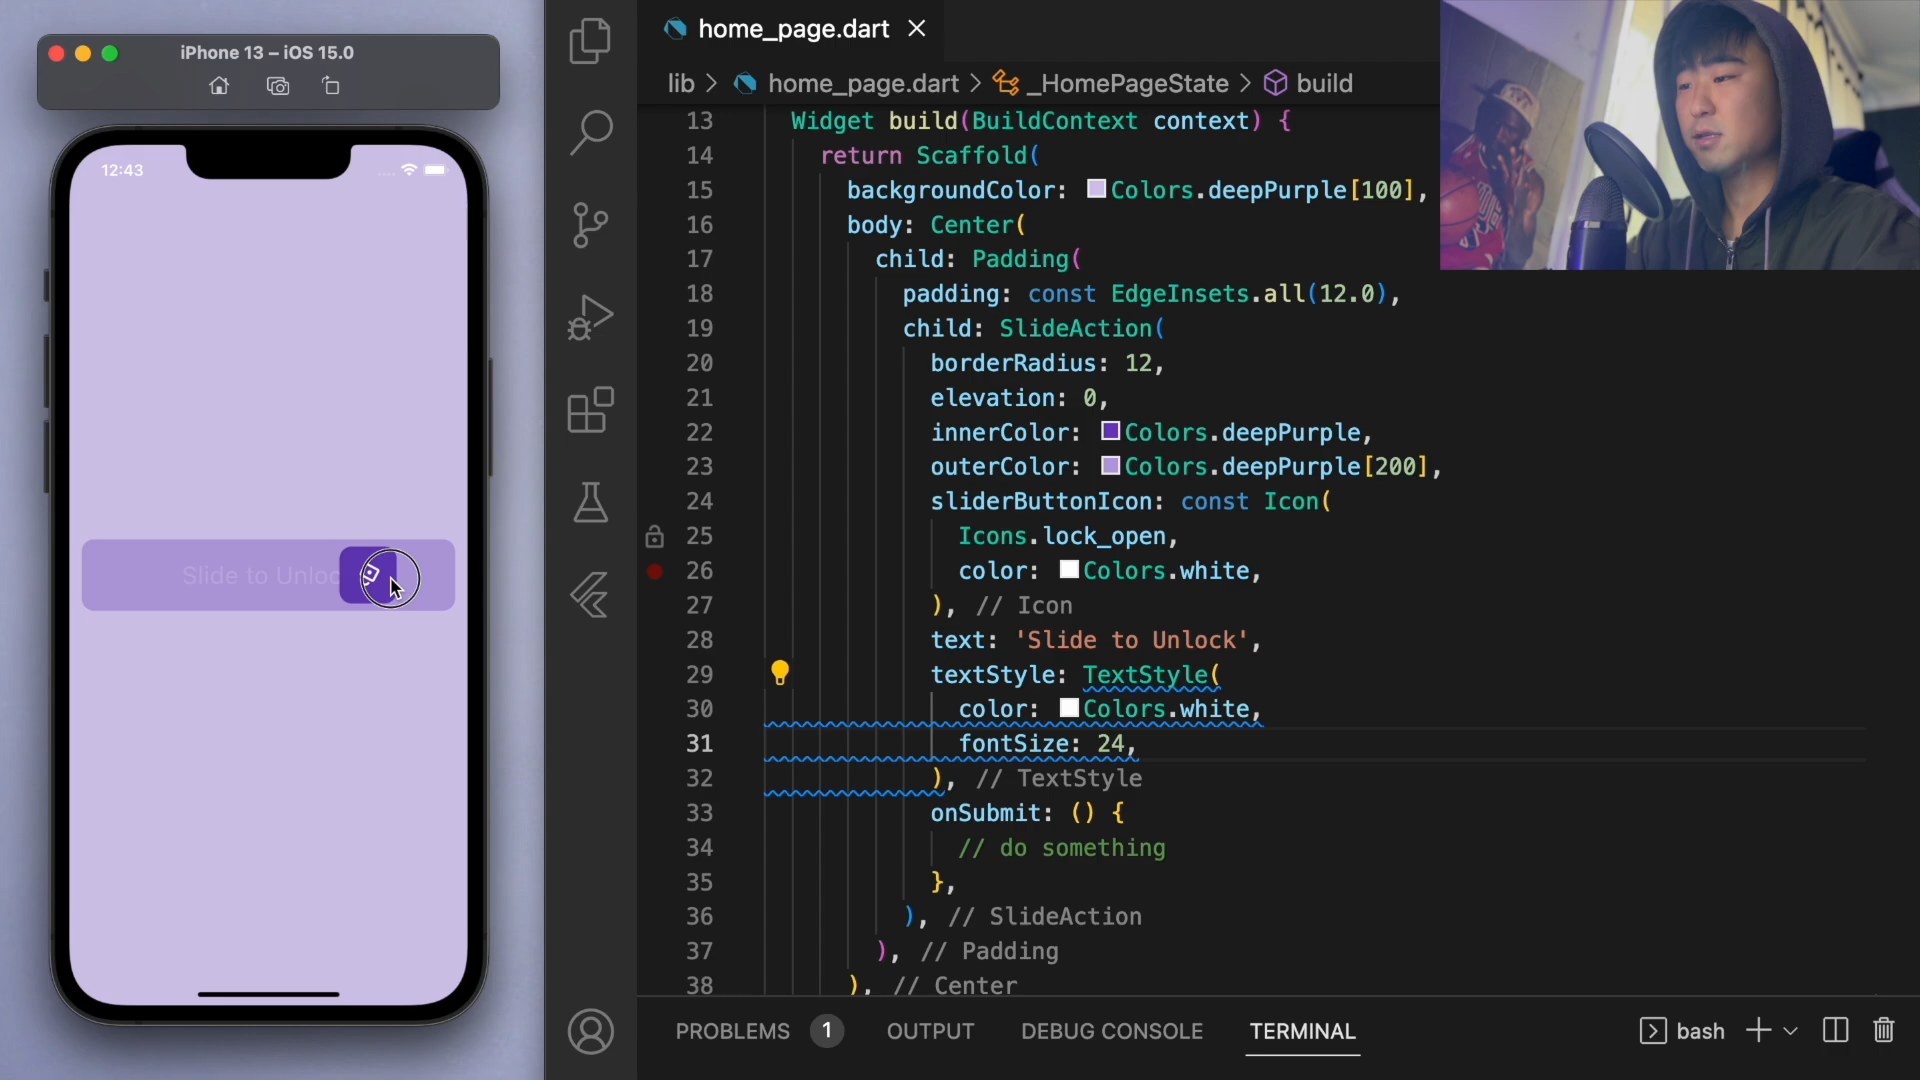 iPhone 13 – iOS 15.0
12:43
Slide to Unloc
home_page.dart
lib > home_page.dart > _HomePageState > build
13 Widget build(BuildContext context) {
14 return Scaffold(
15 backgroundColor: Colors.deepPurple[100],
16 body: Center(
17 child: Padding(
18 padding: const EdgeInsets.all(12.0),
19 child: SlideAction(
20 borderRadius: 12,
21 elevation: 0,
22 innerColor: Colors.deepPurple,
23 outerColor: Colors.deepPurple[200],
24 sliderButtonIcon: const Icon(
25 Icons.lock_open,
26 color: Colors.white,
27 ), // Icon
28 text: 'Slide to Unlock',
29 textStyle: TextStyle(
30 color: Colors.white,
31 fontSize: 24,
32 ), // TextStyle
33 onSubmit: () {
34 // do something
35 },
36 ), // SlideAction
37 ), // Padding
38 ), // Center
PROBLEMS 1 OUTPUT DEBUG CONSOLE TERMINAL bash